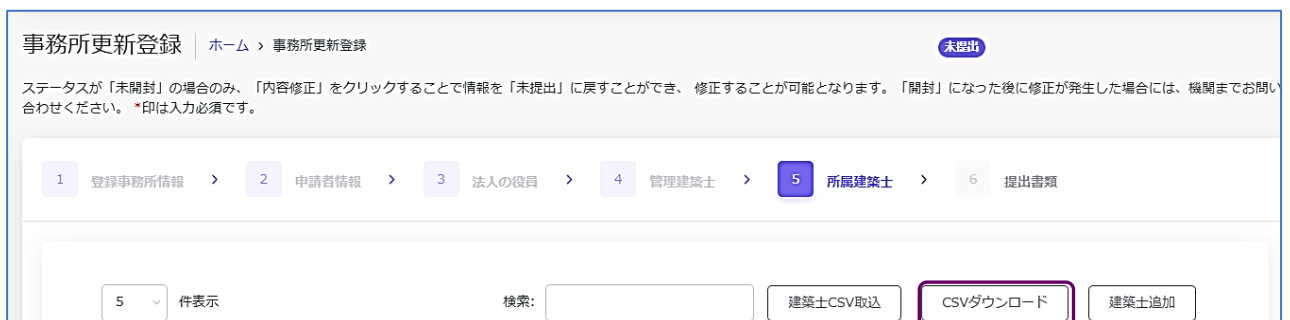 事務所更新登録 ホーム > 事務所更新登録 未提出
ステータスが「未開封」の場合のみ、「内容修正」をクリックすることで情報を「未提出」に戻すことができ、 修正することが可能となります。「開封」になった後に修正が発生した場合には、機関までお問い
合わせください。 *印は入力必須です。
1 登録事務所情報 > 2 申請者情報 > 3 法人の役員 > 4 管理建築士 > 5 所属建築士 > 6 提出書類
5 件表示 検索: 建築士CSV取込 CSVダウンロード 建築士追加